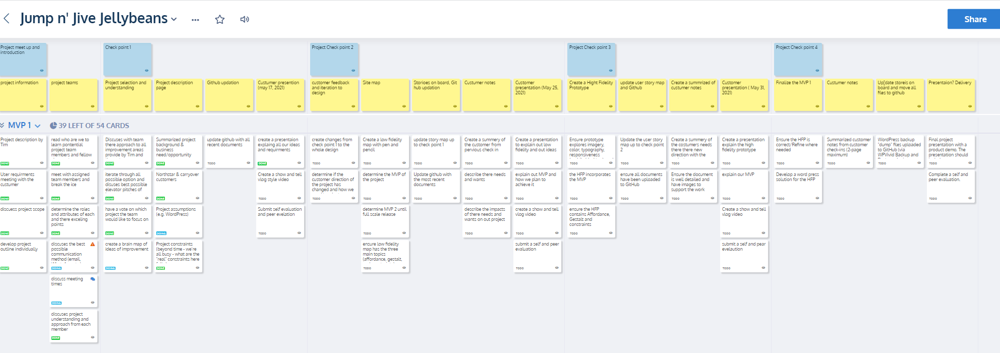 Jump n' Jive Jellybeans
Share
Project meet up and
introduction
Check point 1
Project Check point 2
Project Check point 3
Project Check point 4
project information
project teams
Project selection and
understanding
Project description
page
Github updation
Custumer presention
(may 17, 2021)
customer feedback
and iteration to
design
Site map
Storioes on board, Git
hub updation
Custumer notes
Customer
presentation (May 25,
2021)
Create a Hight Fidelity
Prototype
update user story map
and Github
Create a summrized of
custumer notes
Customer
presentation ( May 31,
2021)
Finalize the MVP 1
Custumer notes
Up[date storeis on
board and move all
files to github
Presentaion? Delivery
MVP 1
39 LEFT OF 54 CARDS
Project description by
Tim
DONE
read who are we to
learn pontential
project team
members and fellow
DONE
Discuses with team
there approach to all
improvement areas
provide by Tim and
DONE
Summarized project
background &
business
need/opportunity
DONE
update github with all
recent documents
TODO
create a presentaion
explaing all our ideas
and requirments
DONE
create changes from
check point 1 to the
whole design
TODO
Create a low fidelity
map with pen and
pencil
TODO
update story map up
to check point 1
TODO
Create a summery of
the customer from
pervious check in
TODO
Create a presentation
to explain out low
fidelity and out ideas
TODO
Ensure prototype
explores imagery,
color, typography,
responsiveness
TODO
Update the user story
map up to check point
2
TODO
Create a summery of
the costumers needs
there there new
direction with the
TODO
Create a presentation
explain the high
fidelity prototype
TODO
Ensure the HFP is
correct/Refine where
needed
TODO
Summarized customer
notes from customer
check-ins (2-page
maximum)
TODO
WordPress backup
"dump" files uploaded
to GitHub (via
WPVivid Backup and
TODO
Final project
presentation with a
product demo. The
presentation should
TODO
User requirments
meeting with the
custumer
DONE
meet with assigned
team members and
break the ice
DONE
iterate through all
possible option and
disuses best possible
elevator pitches of
DONE
Northstar & carryover
customers
DONE
Create a show and tell
vlog style video
TODO
determine if the
customer direction of
the project has
changed and how we
TODO
determine the MVP of
the project
TODO
Update github with
the most recent
documents
TODO
describe there needs
and wants
TODO
explain out MVP and
how we plan to
achieve it
TODO
the HFP incorporates
the MVP
TODO
ensure all documents
have been uploaded
to GitHub
TODO
Ensure the document
is well detailed and
have images to
support the work
TODO
explain our MVP
TODO
Develop a word press
solution for the HFP
TODO
Complete a self and
peer evaluation.
TODO
discuess project scope
DONE
determine the roles
and attributes of each
and there exceling
points
DONE
have a vote on which
project the team
would like to focus on
DONE
Project assumptions
(e.g. WordPress)
DOING
Submit self evaluation
and peer evelation
TODO
determine MVP 2 until
full scale release
TODO
describe the impacts
of there needs and
wants on out project
TODO
create a show and tell
vlog video
TODO
ensure the HFP
contains Affordance,
Gestalt and
constraints
TODO
Create a show and tell
vlog video
TODO
develop project
outline individually
DONE
discuses the best
possible
communication
method (email,
DOING
create a brain map of
ideas of improvement
DOING
Project constraints
(beyond time - we're
all busy - what are the
"real" constraints here
DONE
ensure low fidelity
map has the three
main topics
(affordance, gestalt,
TODO
submit a self and peer
evaluation
TODO
submit a self and pear
evelaution
TODO
discuss meeting
times
DOING
discuses project
understanding and
approach from each
member
DONE